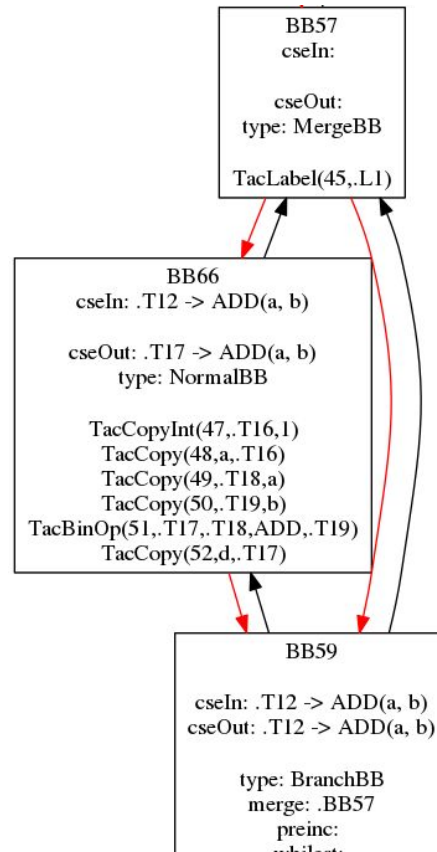 BB57
cseIn:
cseOut:
type: MergeBB
TacLabel(45,.L1)
BB66
cseIn: .T12 -> ADD(a, b)
cseOut: .T17 -> ADD(a, b)
type: NormalBB
TacCopyInt(47,.T16,1)
TacCopy(48,a,.T16)
TacCopy(49,.T18,a)
TacCopy(50,.T19,b)
TacBinOp(51,.T17,.T18,ADD,.T19)
TacCopy(52,d,.T17)
BB59
cseIn: .T12 -> ADD(a, b)
cseOut: .T12 -> ADD(a, b)
type: BranchBB
merge: .BB57
preinc: